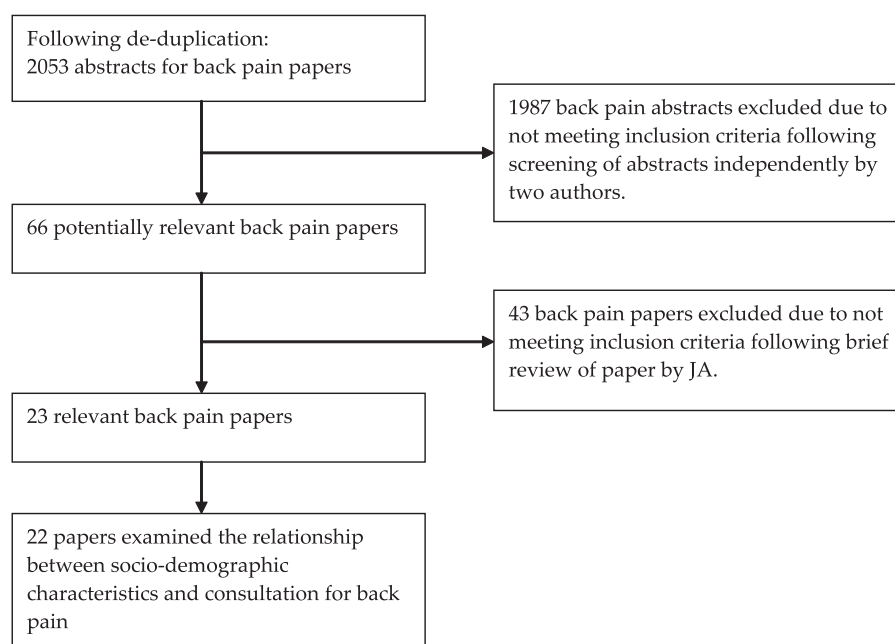 Following de-duplication:
2053 abstracts for back pain papers
1987 back pain abstracts excluded due to
not meeting inclusion criteria following
screening of abstracts independently by
two authors.
66 potentially relevant back pain papers
43 back pain papers excluded due to not
meeting inclusion criteria following brief
review of paper by JA.
23 relevant back pain papers
22 papers examined the relationship
between socio-demographic
characteristics and consultation for back
pain